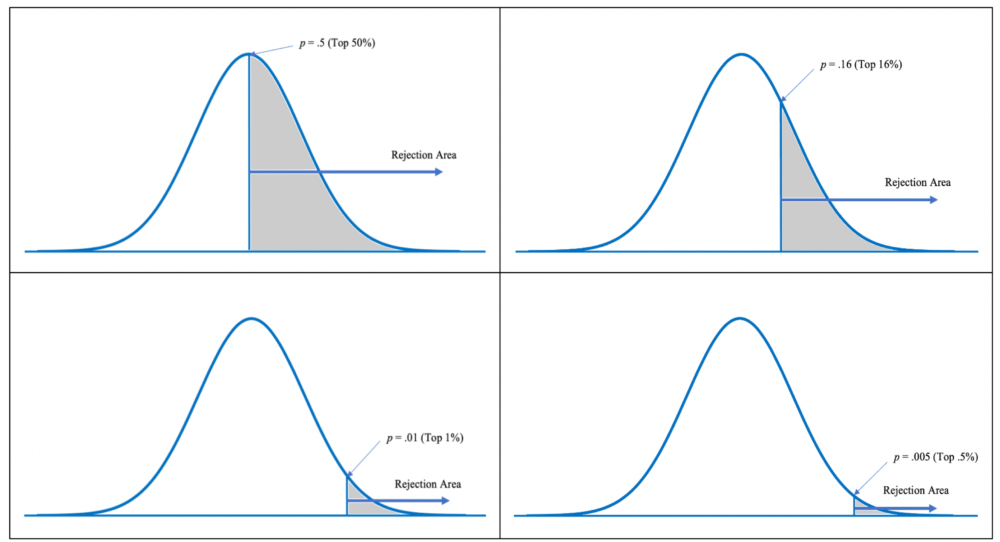 p = .5 (Top 50%)
Rejection Area
p = .16 (Top 16%)
Rejection Area
p = .01 (Top 1%)
Rejection Area
p = .005 (Top .5%)
Rejection Area